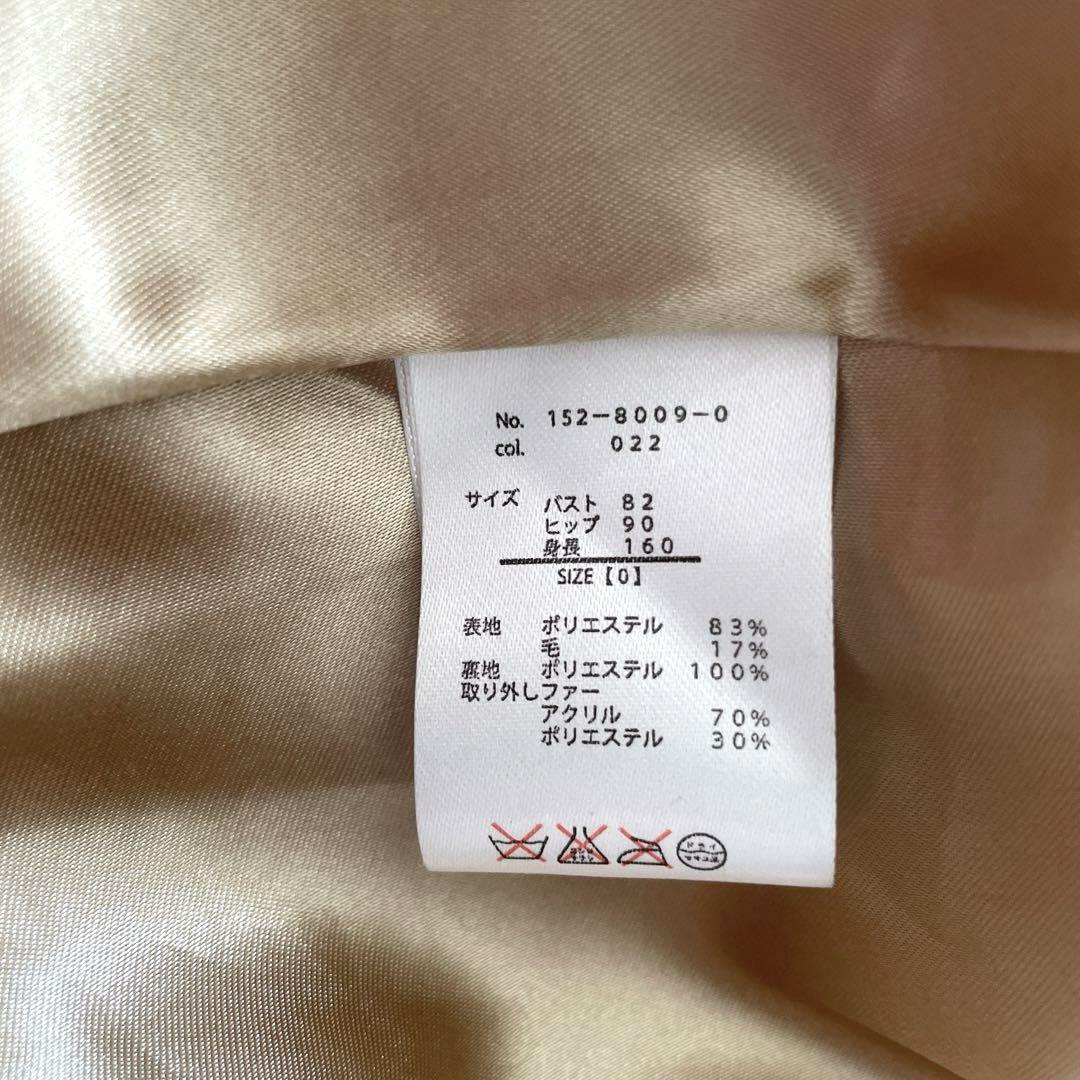 No. 152-8009-0
col. 022
サイズ バスト 82
ヒップ 90
身長 160
SIZE【0】
表地 ポリエステル 83%
毛 17%
裏地 ポリエステル 100%
取り外しファー
アクリル 70%
ポリエステル 30%